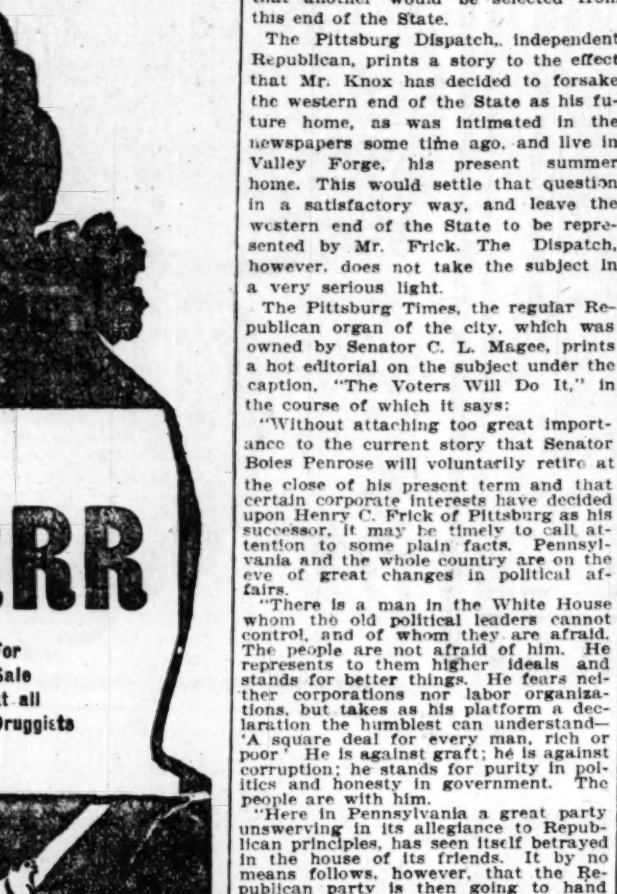 RR
For
Sale
at all
Druggists
that another would be selected from
this end of the State.
The Pittsburg Dispatch, independent
Republican, prints a story to the effect
that Mr. Knox has decided to forsake
the western end of the State as his fu-
ture home, as was intimated in the
newspapers some time ago, and live in
Valley Forge, his present summer
home. This would settle that question
in a satisfactory way, and leave the
western end of the State to be repre-
sented by Mr. Frick. The Dispatch,
however, does not take the subject in
a very serious light.
The Pittsburg Times, the regular Re-
publican organ of the city, which was
owned by Senator C. L. Magee, prints
a hot editorial on the subject under the
caption, "The Voters Will Do It," in
the course of which it says:
"Without attaching too great import-
ance to the current story that Senator
Boies Penrose will voluntarily retire at
the close of his present term and that
certain corporate interests have decided
upon Henry C. Frick of Pittsburg as his
successor, it may be timely to call at-
tention to some plain facts. Pennsyl-
vania and the whole country are on the
eve of great changes in political af-
fairs.
"There is a man in the White House
whom the old political leaders cannot
control, and of whom they are afraid.
The people are not afraid of him. He
represents to them higher ideals and
stands for better things. He fears nei-
ther corporations nor labor organiza-
tions, but takes as his platform a dec-
laration the humblest can understand—
'A square deal for every man, rich or
poor.' He is against graft; he is against
corruption; he stands for purity in pol-
itics and honesty in government. The
people are with him.
"Here in Pennsylvania a great party
unswerving in its allegiance to Repub-
lican principles, has seen itself betrayed
in the house of its friends. It by no
means follows, however, that the Re-
publican party is then going to hand